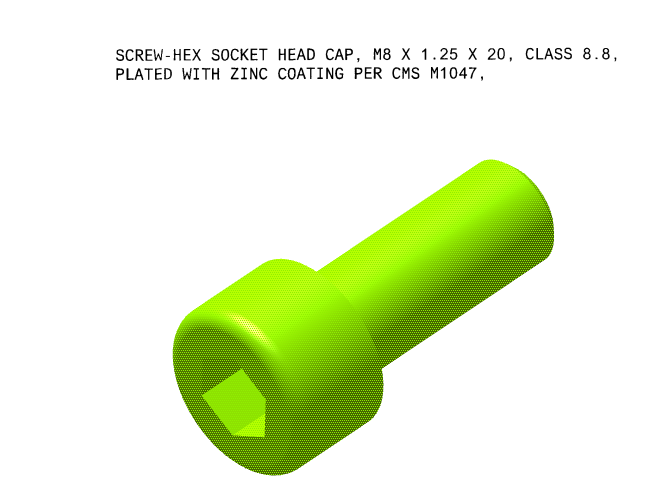 SCREW-HEX SOCKET HEAD CAP, M8 X 1.25 X 20, CLASS 8.8,
PLATED WITH ZINC COATING PER CMS M1047,